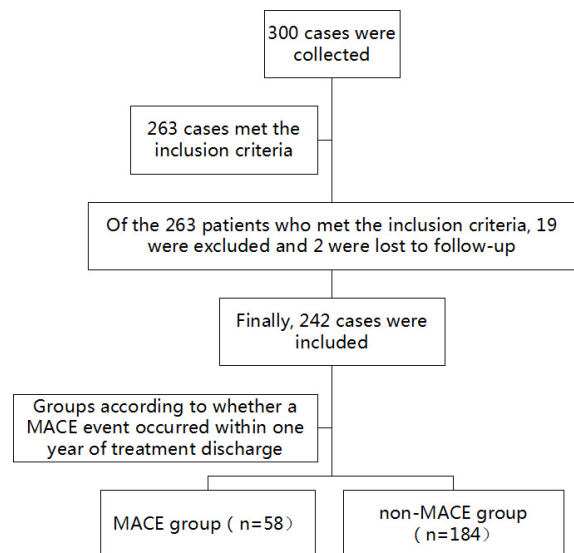 300 cases were
collected
263 cases met the
inclusion criteria
Of the 263 patients who met the inclusion criteria, 19
were excluded and 2 were lost to follow-up
Finally, 242 cases were
included
Groups according to whether a
MACE event occurred within one
year of treatment discharge
MACE group ( n=58）
non-MACE group
( n=184）